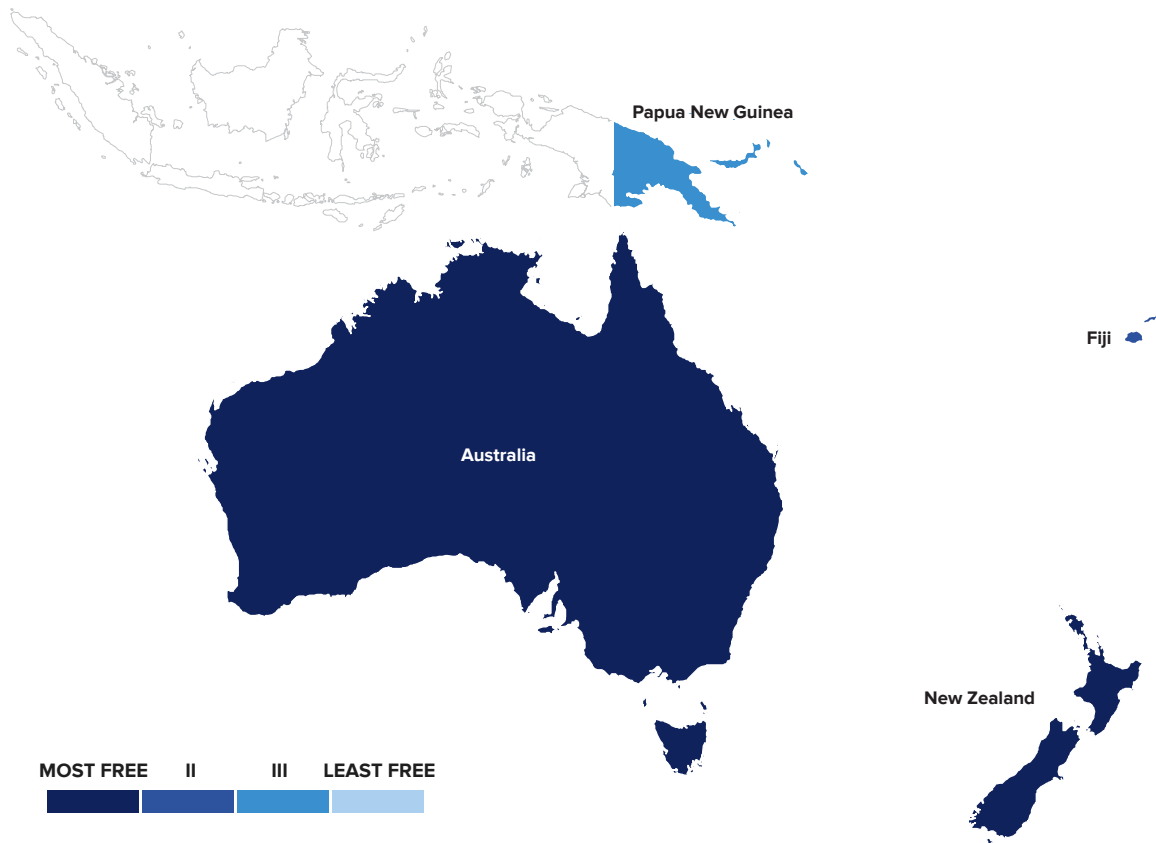 Papua New Guinea
Fiji
Australia
New Zealand
MOST FREE II III LEAST FREE